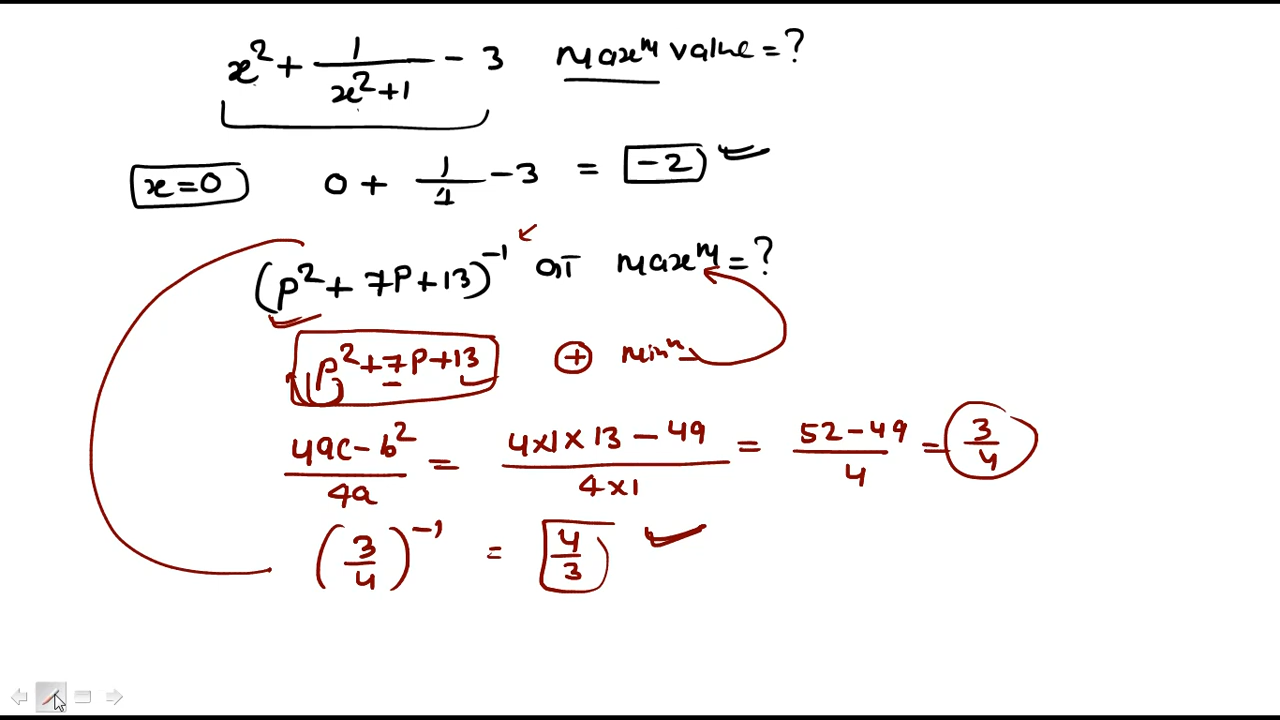 x² + 1/(x²+1) - 3 maxᵐ value = ?
x=0 0 + 1/1 - 3 = -2
(p² + 7p + 13)⁻¹ का maxᵐ = ?
p² + 7p + 13 + minᵐ
(4ac - b²)/4a = (4×1×13 - 49)/(4×1) = (52 - 49)/4 = 3/4
(3/4)⁻¹ = 4/3